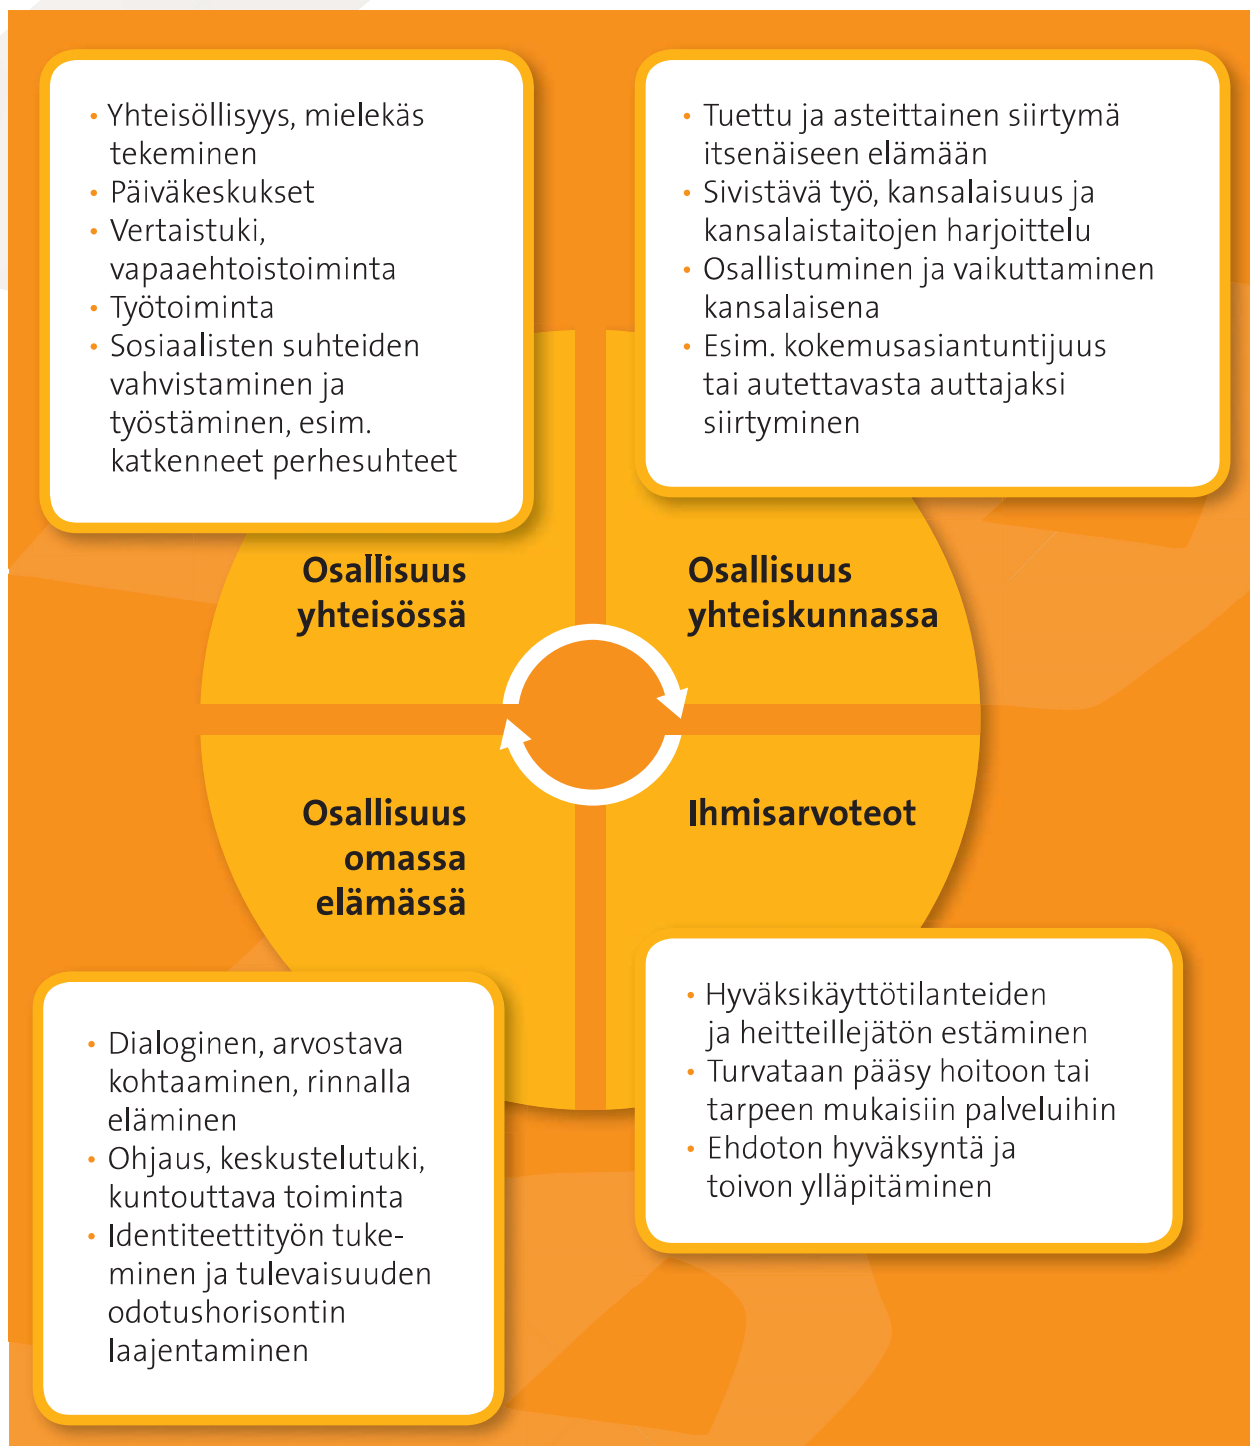 • Yhteisöllisyys, mielekäs
tekeminen
• Päiväkeskukset
• Vertaistuki,
vapaaehtoistoiminta
• Työtoiminta
• Sosiaalisten suhteiden
vahvistaminen ja
työstäminen, esim.
katkenneet perhesuhteet
• Tuettu ja asteittainen siirtymä
itsenäiseen elämään
• Sivistävä työ, kansalaisuus ja
kansalaistaitojen harjoittelu
• Osallistuminen ja vaikuttaminen
kansalaisena
• Esim. kokemusasiantuntijuus
tai autettavasta auttajaksi
siirtyminen
Osallisuus
yhteisössä
Osallisuus
yhteiskunnassa
Osallisuus
omassa
elämässä
Ihmisarvoteot
• Dialoginen, arvostava
kohtaaminen, rinnalla
eläminen
• Ohjaus, keskustelutuki,
kuntouttava toiminta
• Identiteettityön tuke-
minen ja tulevaisuuden
odotushorisontin
laajentaminen
• Hyväksikäyttötilanteiden
ja heitteillejätön estäminen
• Turvataan pääsy hoitoon tai
tarpeen mukaisiin palveluihin
• Ehdoton hyväksyntä ja
toivon ylläpitäminen